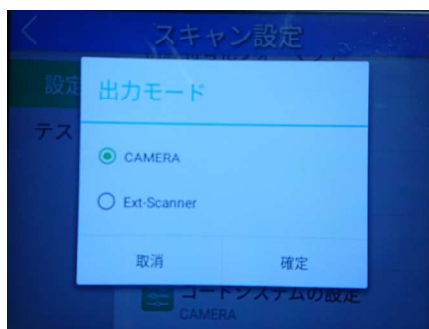 スキャン設定
設定
出力モード
テス
CAMERA
Ext-Scanner
取消 確定
コードシステムの設定
CAMERA